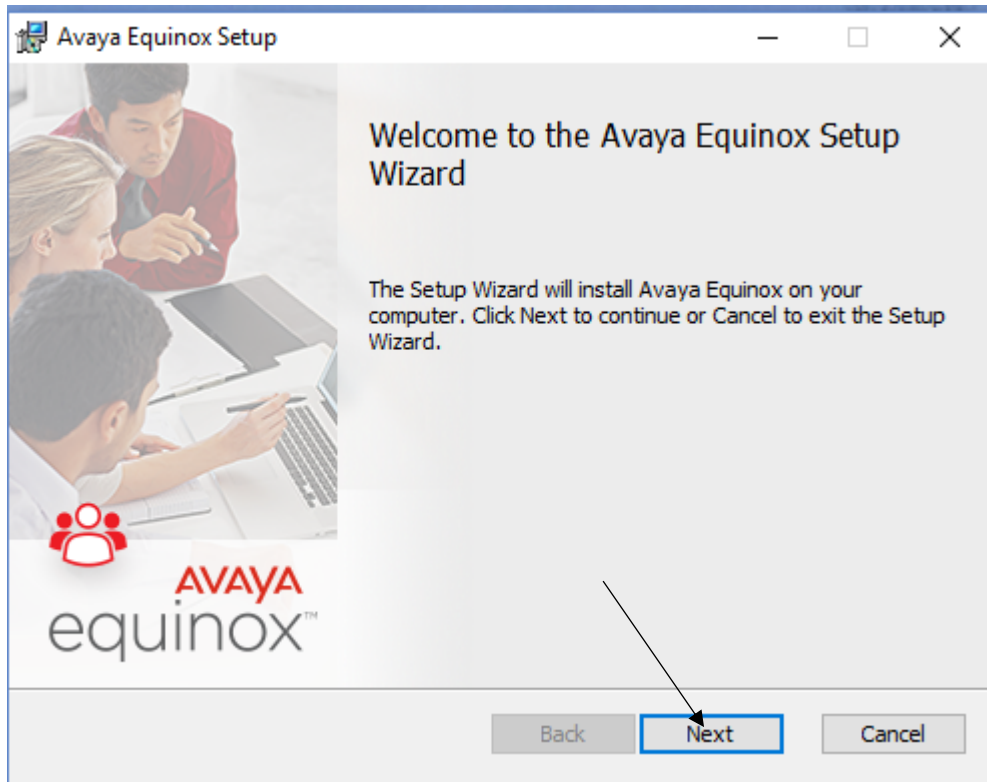 Avaya Equinox Setup
Welcome to the Avaya Equinox Setup
Wizard
The Setup Wizard will install Avaya Equinox on your
computer. Click Next to continue or Cancel to exit the Setup
Wizard.
AVAYA
equinox™
Back Next Cancel